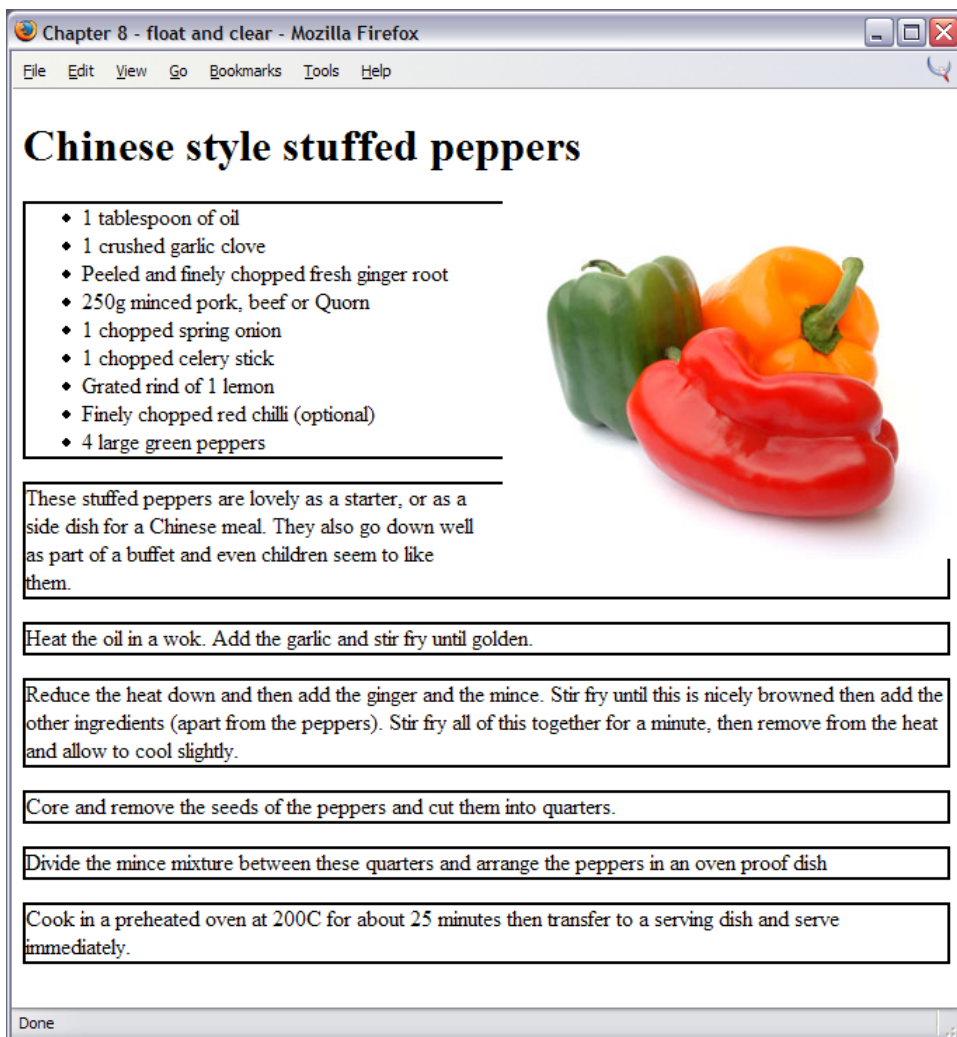 Chapter 8 - float and clear - Mozilla Firefox
File Edit View Go Bookmarks Tools Help
Chinese style stuffed peppers
• 1 tablespoon of oil
• 1 crushed garlic clove
• Peeled and finely chopped fresh ginger root
• 250g minced pork, beef or Quorn
• 1 chopped spring onion
• 1 chopped celery stick
• Grated rind of 1 lemon
• Finely chopped red chilli (optional)
• 4 large green peppers
These stuffed peppers are lovely as a starter, or as a
side dish for a Chinese meal. They also go down well
as part of a buffet and even children seem to like
them.
Heat the oil in a wok. Add the garlic and stir fry until golden.
Reduce the heat down and then add the ginger and the mince. Stir fry until this is nicely browned then add the
other ingredients (apart from the peppers). Stir fry all of this together for a minute, then remove from the heat
and allow to cool slightly.
Core and remove the seeds of the peppers and cut them into quarters.
Divide the mince mixture between these quarters and arrange the peppers in an oven proof dish
Cook in a preheated oven at 200C for about 25 minutes then transfer to a serving dish and serve
immediately.
Done